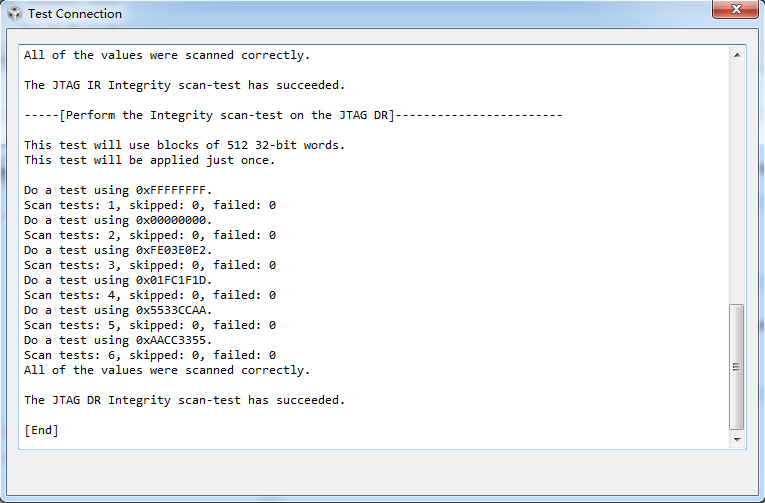 Test Connection
All of the values were scanned correctly.
The JTAG IR Integrity scan-test has succeeded.
-----[Perform the Integrity scan-test on the JTAG DR]------------------------
This test will use blocks of 512 32-bit words.
This test will be applied just once.
Do a test using 0xFFFFFFFF.
Scan tests: 1, skipped: 0, failed: 0
Do a test using 0x00000000.
Scan tests: 2, skipped: 0, failed: 0
Do a test using 0xFE03E0E2.
Scan tests: 3, skipped: 0, failed: 0
Do a test using 0x01FC1F1D.
Scan tests: 4, skipped: 0, failed: 0
Do a test using 0x5533CCAA.
Scan tests: 5, skipped: 0, failed: 0
Do a test using 0xAACC3355.
Scan tests: 6, skipped: 0, failed: 0
All of the values were scanned correctly.
The JTAG DR Integrity scan-test has succeeded.
[End]